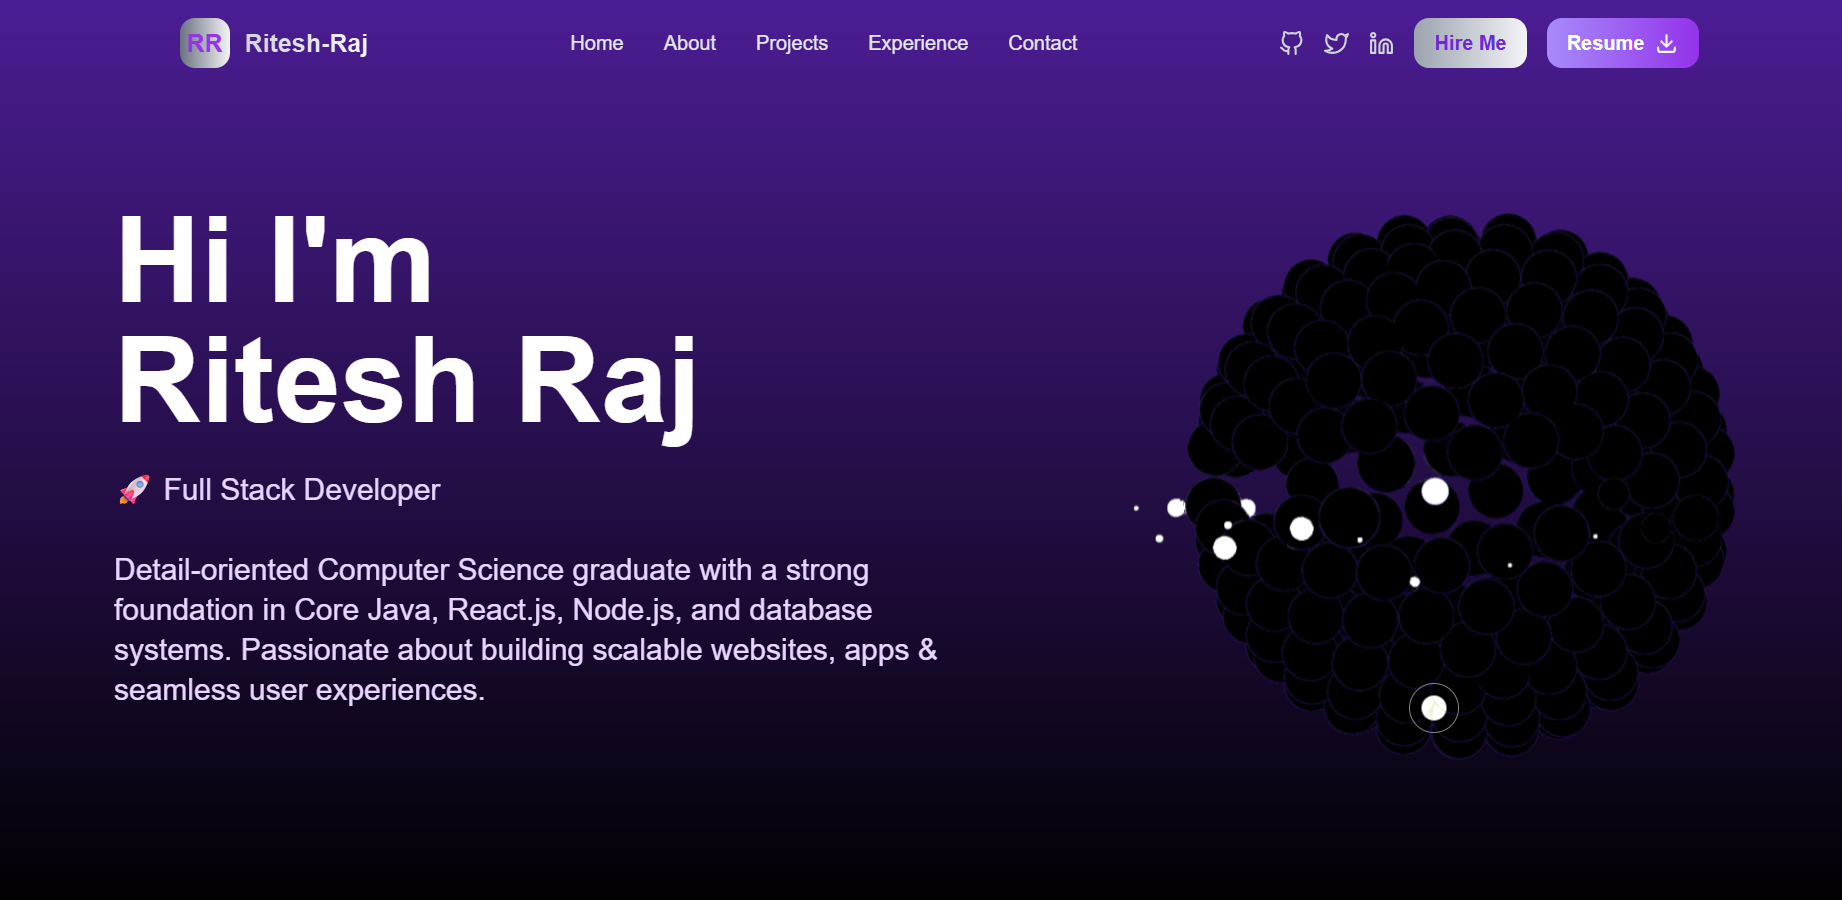 RR Ritesh-Raj Home About Projects Experience Contact Hire Me Resume
Hi I'm
Ritesh Raj
🚀 Full Stack Developer
Detail-oriented Computer Science graduate with a strong
foundation in Core Java, React.js, Node.js, and database
systems. Passionate about building scalable websites, apps &
seamless user experiences.